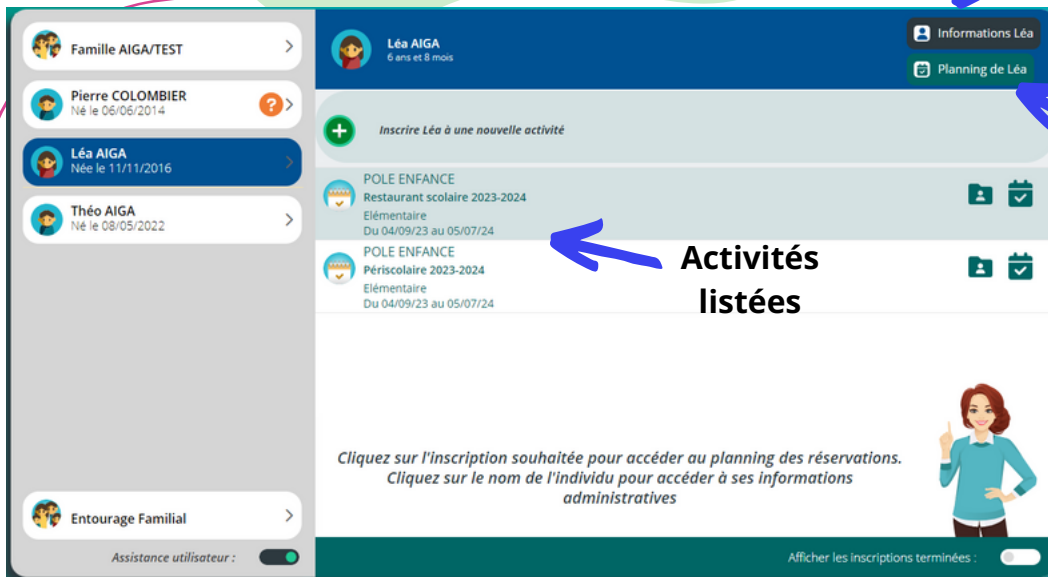 Famille AIGA/TEST
Pierre COLOMBIER
Né le 06/06/2014
?
Léa AIGA
Née le 11/11/2016
Théo AIGA
Né le 08/05/2022
Entourage Familial
Assistance utilisateur :
Léa AIGA
6 ans et 8 mois
Informations Léa
Planning de Léa
Inscrire Léa à une nouvelle activité
POLE ENFANCE
Restaurant scolaire 2023-2024
Elémentaire
Du 04/09/23 au 05/07/24
POLE ENFANCE
Périscolaire 2023-2024
Elémentaire
Du 04/09/23 au 05/07/24
Activités
listées
Cliquez sur l'inscription souhaitée pour accéder au planning des réservations.
Cliquez sur le nom de l'individu pour accéder à ses informations
administratives
Afficher les inscriptions terminées :